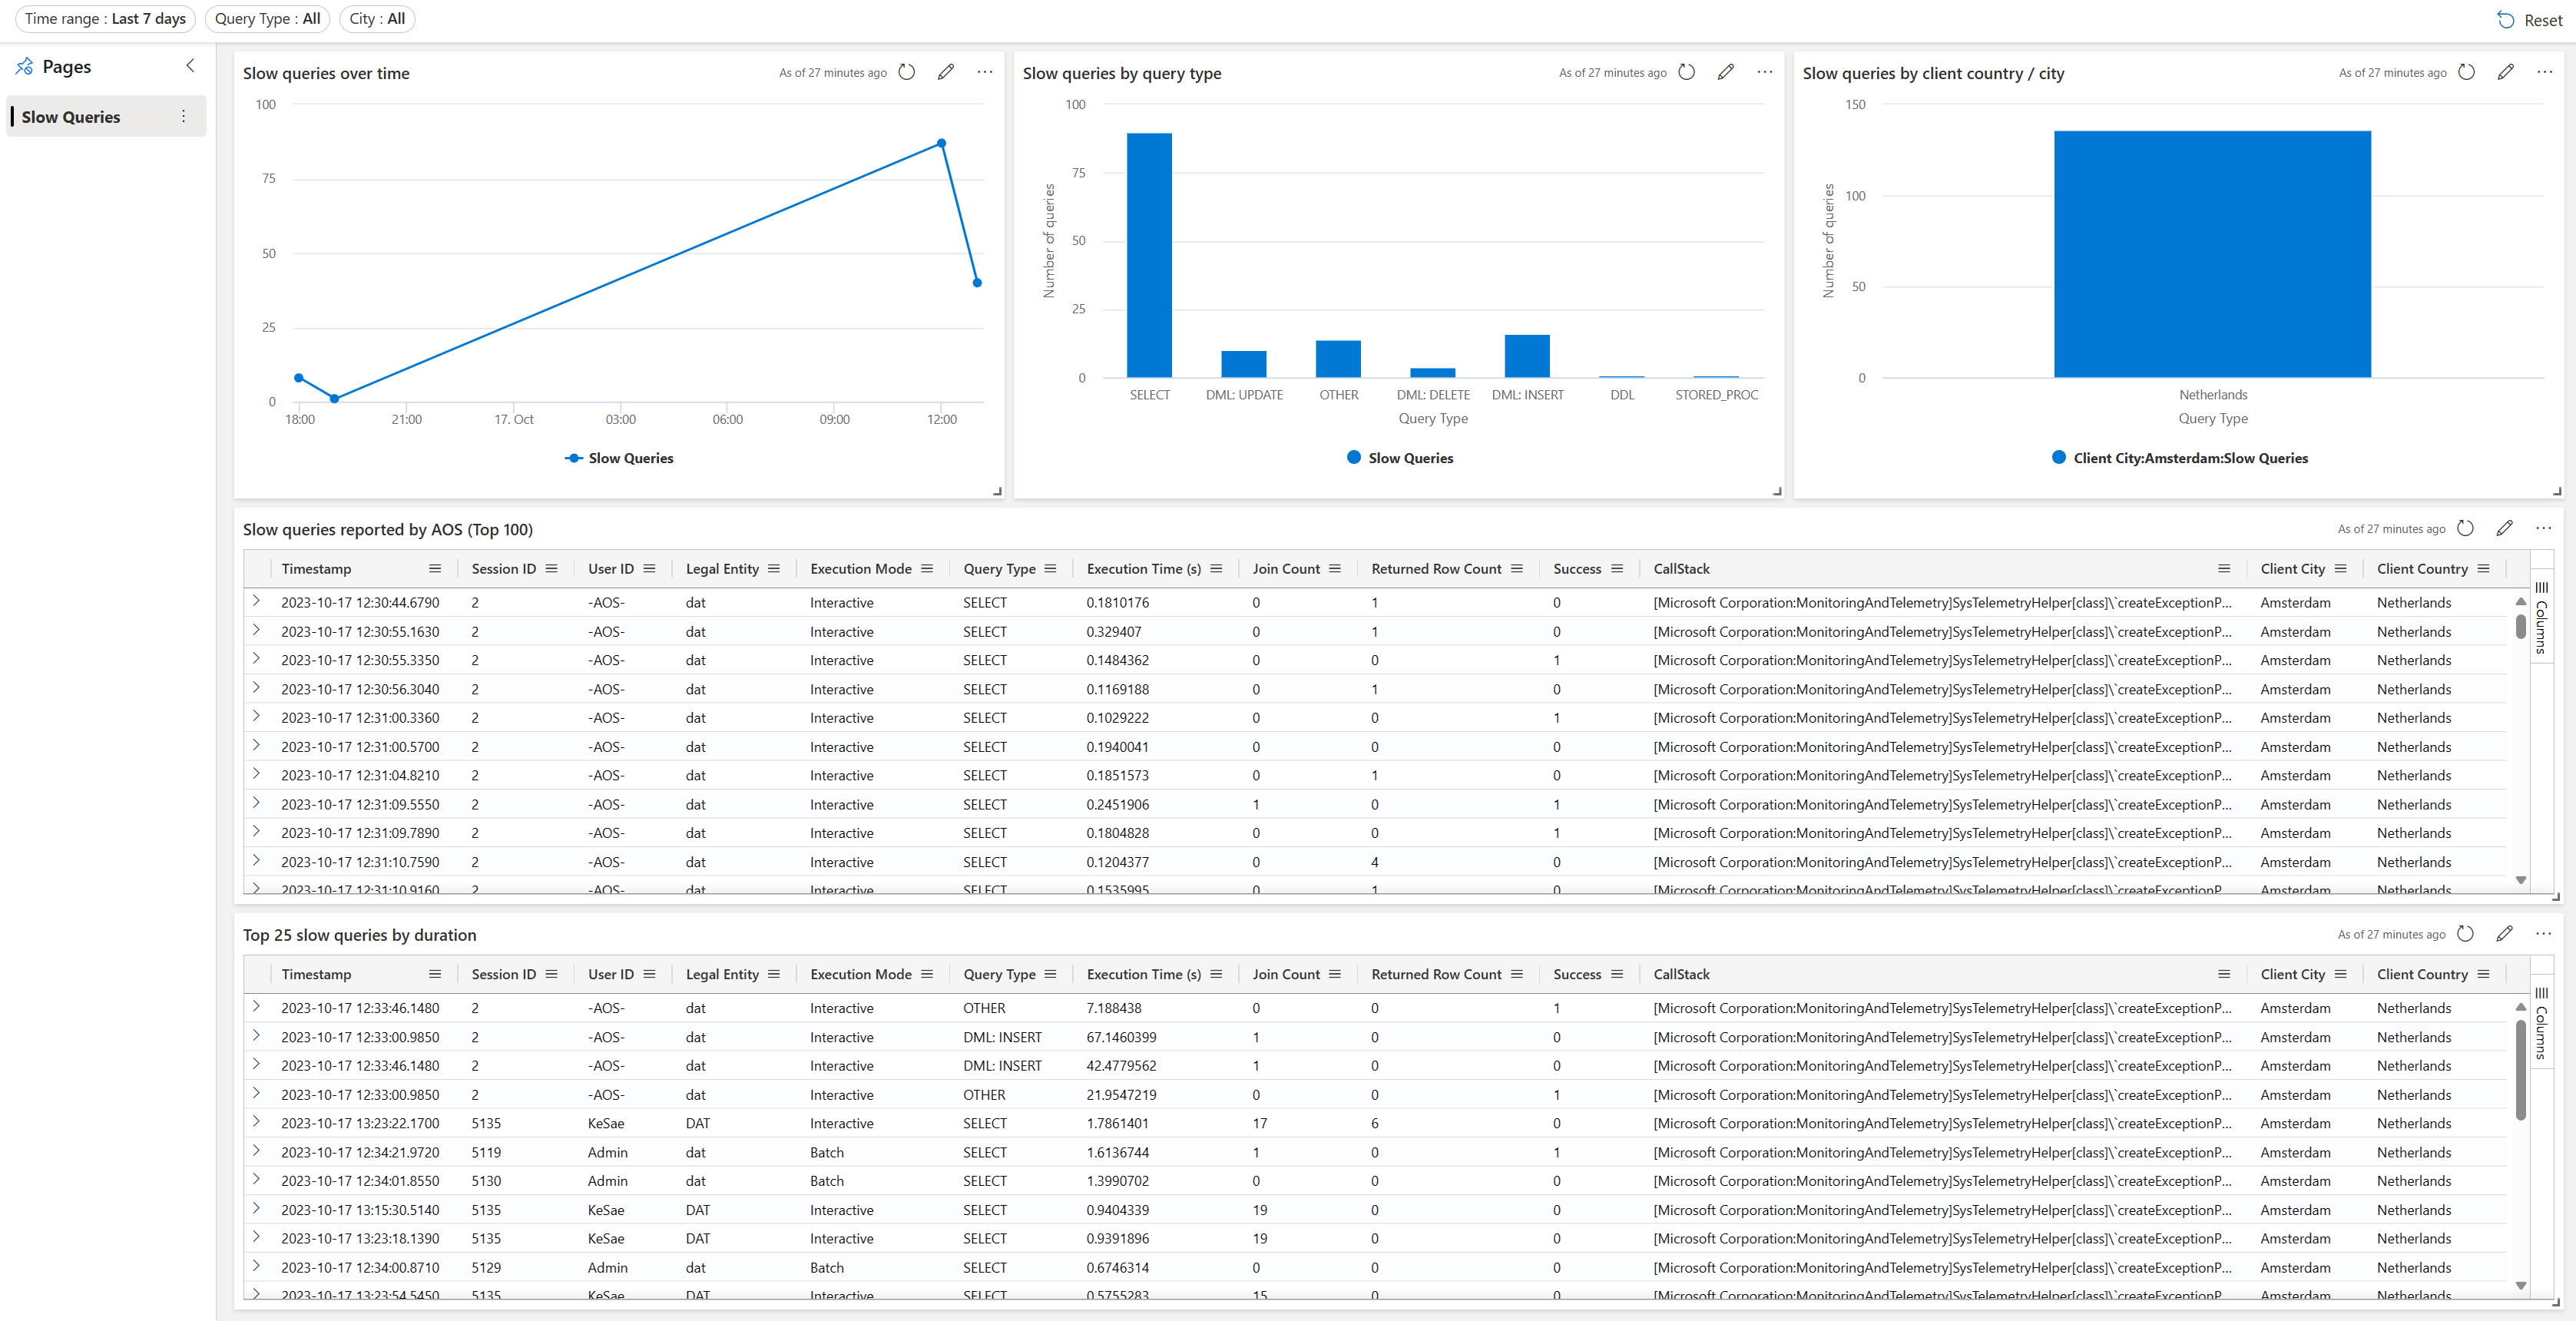 Time range : Last 7 days Query Type : All City : All Reset
Pages
Slow Queries
Slow queries over time As of 27 minutes ago
100
75
50
25
0
18:00 21:00 17. Oct 03:00 06:00 09:00 12:00
Slow Queries
Slow queries by query type As of 27 minutes ago
Number of queries
100
75
50
25
0
SELECT DML: UPDATE OTHER DML: DELETE DML: INSERT DDL STORED_PROC
Query Type
Slow Queries
Slow queries by client country / city As of 27 minutes ago
Number of queries
150
100
50
0
Netherlands
Query Type
Client City:Amsterdam:Slow Queries
Slow queries reported by AOS (Top 100) As of 27 minutes ago
Timestamp Session ID User ID Legal Entity Execution Mode Query Type Execution Time (s) Join Count Returned Row Count Success CallStack Client City Client Country
2023-10-17 12:30:44.6790 2 -AOS- dat Interactive SELECT 0.1810176 0 1 0 [Microsoft Corporation:MonitoringAndTelemetry]SysTelemetryHelper[class]\`createExceptionP... Amsterdam Netherlands
2023-10-17 12:30:55.1630 2 -AOS- dat Interactive SELECT 0.329407 0 1 0 [Microsoft Corporation:MonitoringAndTelemetry]SysTelemetryHelper[class]\`createExceptionP... Amsterdam Netherlands
2023-10-17 12:30:55.3350 2 -AOS- dat Interactive SELECT 0.1484362 0 0 1 [Microsoft Corporation:MonitoringAndTelemetry]SysTelemetryHelper[class]\`createExceptionP... Amsterdam Netherlands
2023-10-17 12:30:56.3040 2 -AOS- dat Interactive SELECT 0.1169188 0 1 0 [Microsoft Corporation:MonitoringAndTelemetry]SysTelemetryHelper[class]\`createExceptionP... Amsterdam Netherlands
2023-10-17 12:31:00.3360 2 -AOS- dat Interactive SELECT 0.1029222 0 0 1 [Microsoft Corporation:MonitoringAndTelemetry]SysTelemetryHelper[class]\`createExceptionP... Amsterdam Netherlands
2023-10-17 12:31:00.5700 2 -AOS- dat Interactive SELECT 0.1940041 0 0 0 [Microsoft Corporation:MonitoringAndTelemetry]SysTelemetryHelper[class]\`createExceptionP... Amsterdam Netherlands
2023-10-17 12:31:04.8210 2 -AOS- dat Interactive SELECT 0.1851573 0 1 0 [Microsoft Corporation:MonitoringAndTelemetry]SysTelemetryHelper[class]\`createExceptionP... Amsterdam Netherlands
2023-10-17 12:31:09.5550 2 -AOS- dat Interactive SELECT 0.2451906 1 0 1 [Microsoft Corporation:MonitoringAndTelemetry]SysTelemetryHelper[class]\`createExceptionP... Amsterdam Netherlands
2023-10-17 12:31:09.7890 2 -AOS- dat Interactive SELECT 0.1804828 0 0 1 [Microsoft Corporation:MonitoringAndTelemetry]SysTelemetryHelper[class]\`createExceptionP... Amsterdam Netherlands
2023-10-17 12:31:10.7590 2 -AOS- dat Interactive SELECT 0.1204377 0 4 0 [Microsoft Corporation:MonitoringAndTelemetry]SysTelemetryHelper[class]\`createExceptionP... Amsterdam Netherlands
2023-10-17 12:31:10.9160 2 -AOS- dat Interactive SELECT 0.1535995 0 1 0 [Microsoft Corporation:MonitoringAndTelemetry]SysTelemetryHelper[class]\`createExceptionP Amsterdam Netherlands
Columns
Top 25 slow queries by duration As of 27 minutes ago
Timestamp Session ID User ID Legal Entity Execution Mode Query Type Execution Time (s) Join Count Returned Row Count Success CallStack Client City Client Country
2023-10-17 12:33:46.1480 2 -AOS- dat Interactive OTHER 7.188438 0 0 1 [Microsoft Corporation:MonitoringAndTelemetry]SysTelemetryHelper[class]\`createExceptionP... Amsterdam Netherlands
2023-10-17 12:33:00.9850 2 -AOS- dat Interactive DML: INSERT 67.1460399 1 0 0 [Microsoft Corporation:MonitoringAndTelemetry]SysTelemetryHelper[class]\`createExceptionP... Amsterdam Netherlands
2023-10-17 12:33:46.1480 2 -AOS- dat Interactive DML: INSERT 42.4779562 1 0 0 [Microsoft Corporation:MonitoringAndTelemetry]SysTelemetryHelper[class]\`createExceptionP... Amsterdam Netherlands
2023-10-17 12:33:00.9850 2 -AOS- dat Interactive OTHER 21.9547219 0 0 1 [Microsoft Corporation:MonitoringAndTelemetry]SysTelemetryHelper[class]\`createExceptionP... Amsterdam Netherlands
2023-10-17 13:23:22.1700 5135 KeSae DAT Interactive SELECT 1.7861401 17 6 0 [Microsoft Corporation:MonitoringAndTelemetry]SysTelemetryHelper[class]\`createExceptionP... Amsterdam Netherlands
2023-10-17 12:34:21.9720 5119 Admin dat Batch SELECT 1.6136744 1 0 1 [Microsoft Corporation:MonitoringAndTelemetry]SysTelemetryHelper[class]\`createExceptionP... Amsterdam Netherlands
2023-10-17 12:34:01.8550 5130 Admin dat Batch SELECT 1.3990702 0 0 0 [Microsoft Corporation:MonitoringAndTelemetry]SysTelemetryHelper[class]\`createExceptionP... Amsterdam Netherlands
2023-10-17 13:15:30.5140 5135 KeSae DAT Interactive SELECT 0.9404339 19 0 0 [Microsoft Corporation:MonitoringAndTelemetry]SysTelemetryHelper[class]\`createExceptionP... Amsterdam Netherlands
2023-10-17 13:23:18.1390 5135 KeSae DAT Interactive SELECT 0.9391896 19 0 0 [Microsoft Corporation:MonitoringAndTelemetry]SysTelemetryHelper[class]\`createExceptionP... Amsterdam Netherlands
2023-10-17 12:34:00.8710 5129 Admin dat Batch SELECT 0.6746314 0 0 0 [Microsoft Corporation:MonitoringAndTelemetry]SysTelemetryHelper[class]\`createExceptionP... Amsterdam Netherlands
2023-10-17 13:23:54.5450 5135 KeSae DAT Interactive SELECT 0.5755283 15 0 0 [Microsoft Corporation:MonitoringAndTelemetry]SysTelemetryHelper[class]\`createExceptionP... Amsterdam Netherlands
Columns